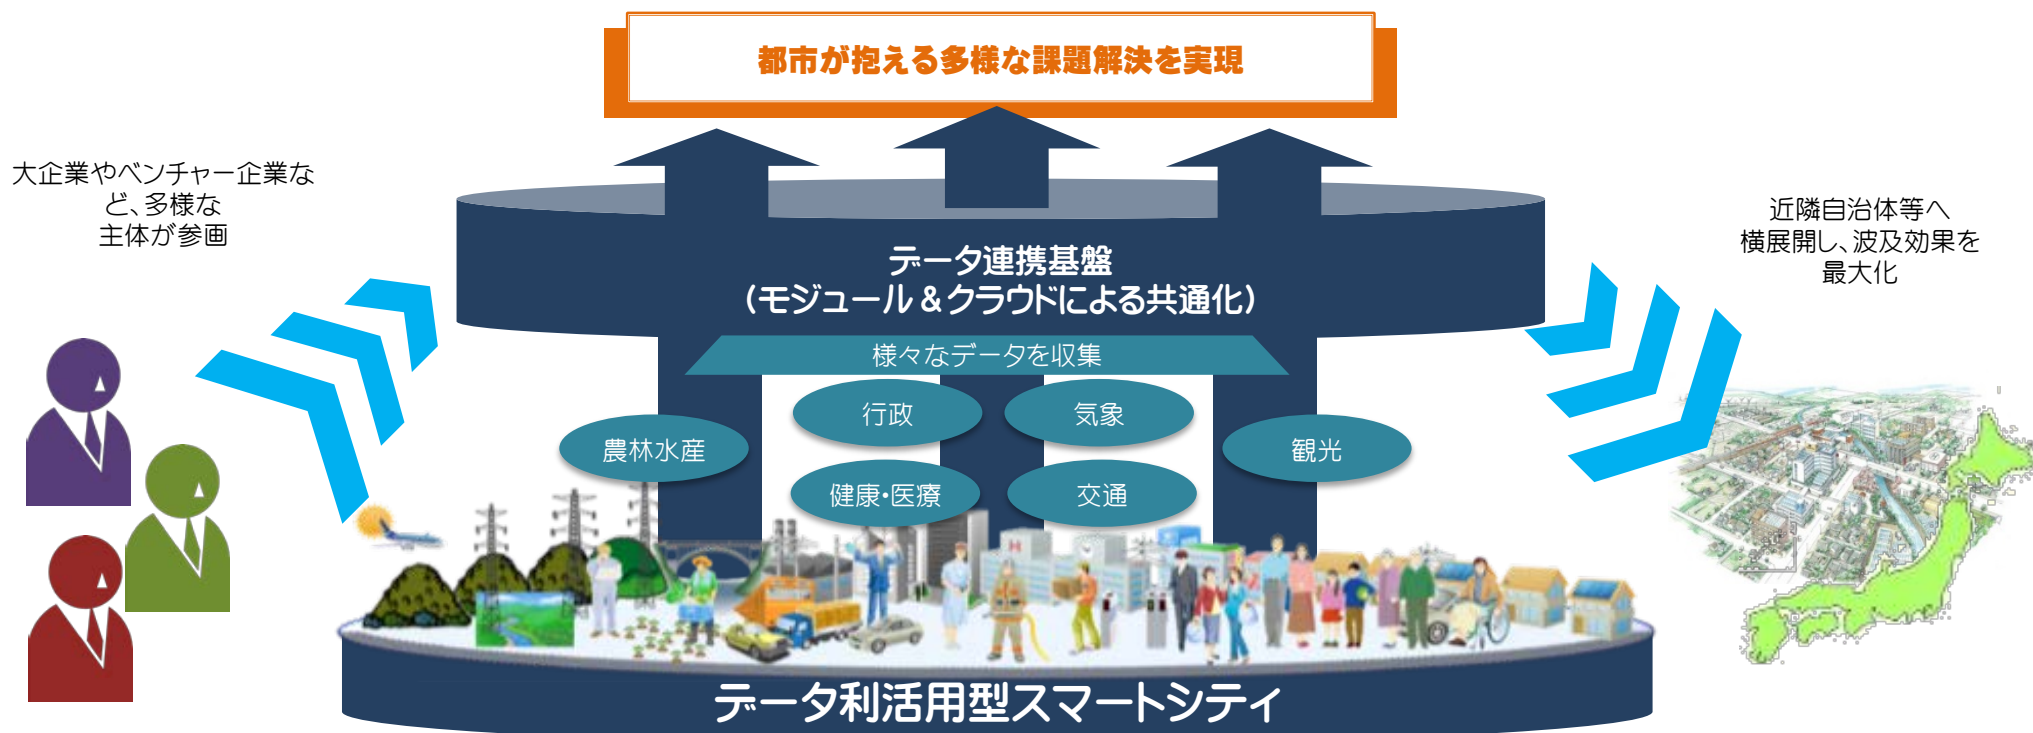 都市が抱える多様な課題解決を実現
大企業やベンチャー企業な
ど、多様な
主体が参画
近隣自治体等へ
横展開し、波及効果を
最大化
データ連携基盤
(モジュール&クラウドによる共通化)
様々なデータを収集
行政
気象
農林水産
観光
健康・医療
交通
H
データ利活用型スマートシティ